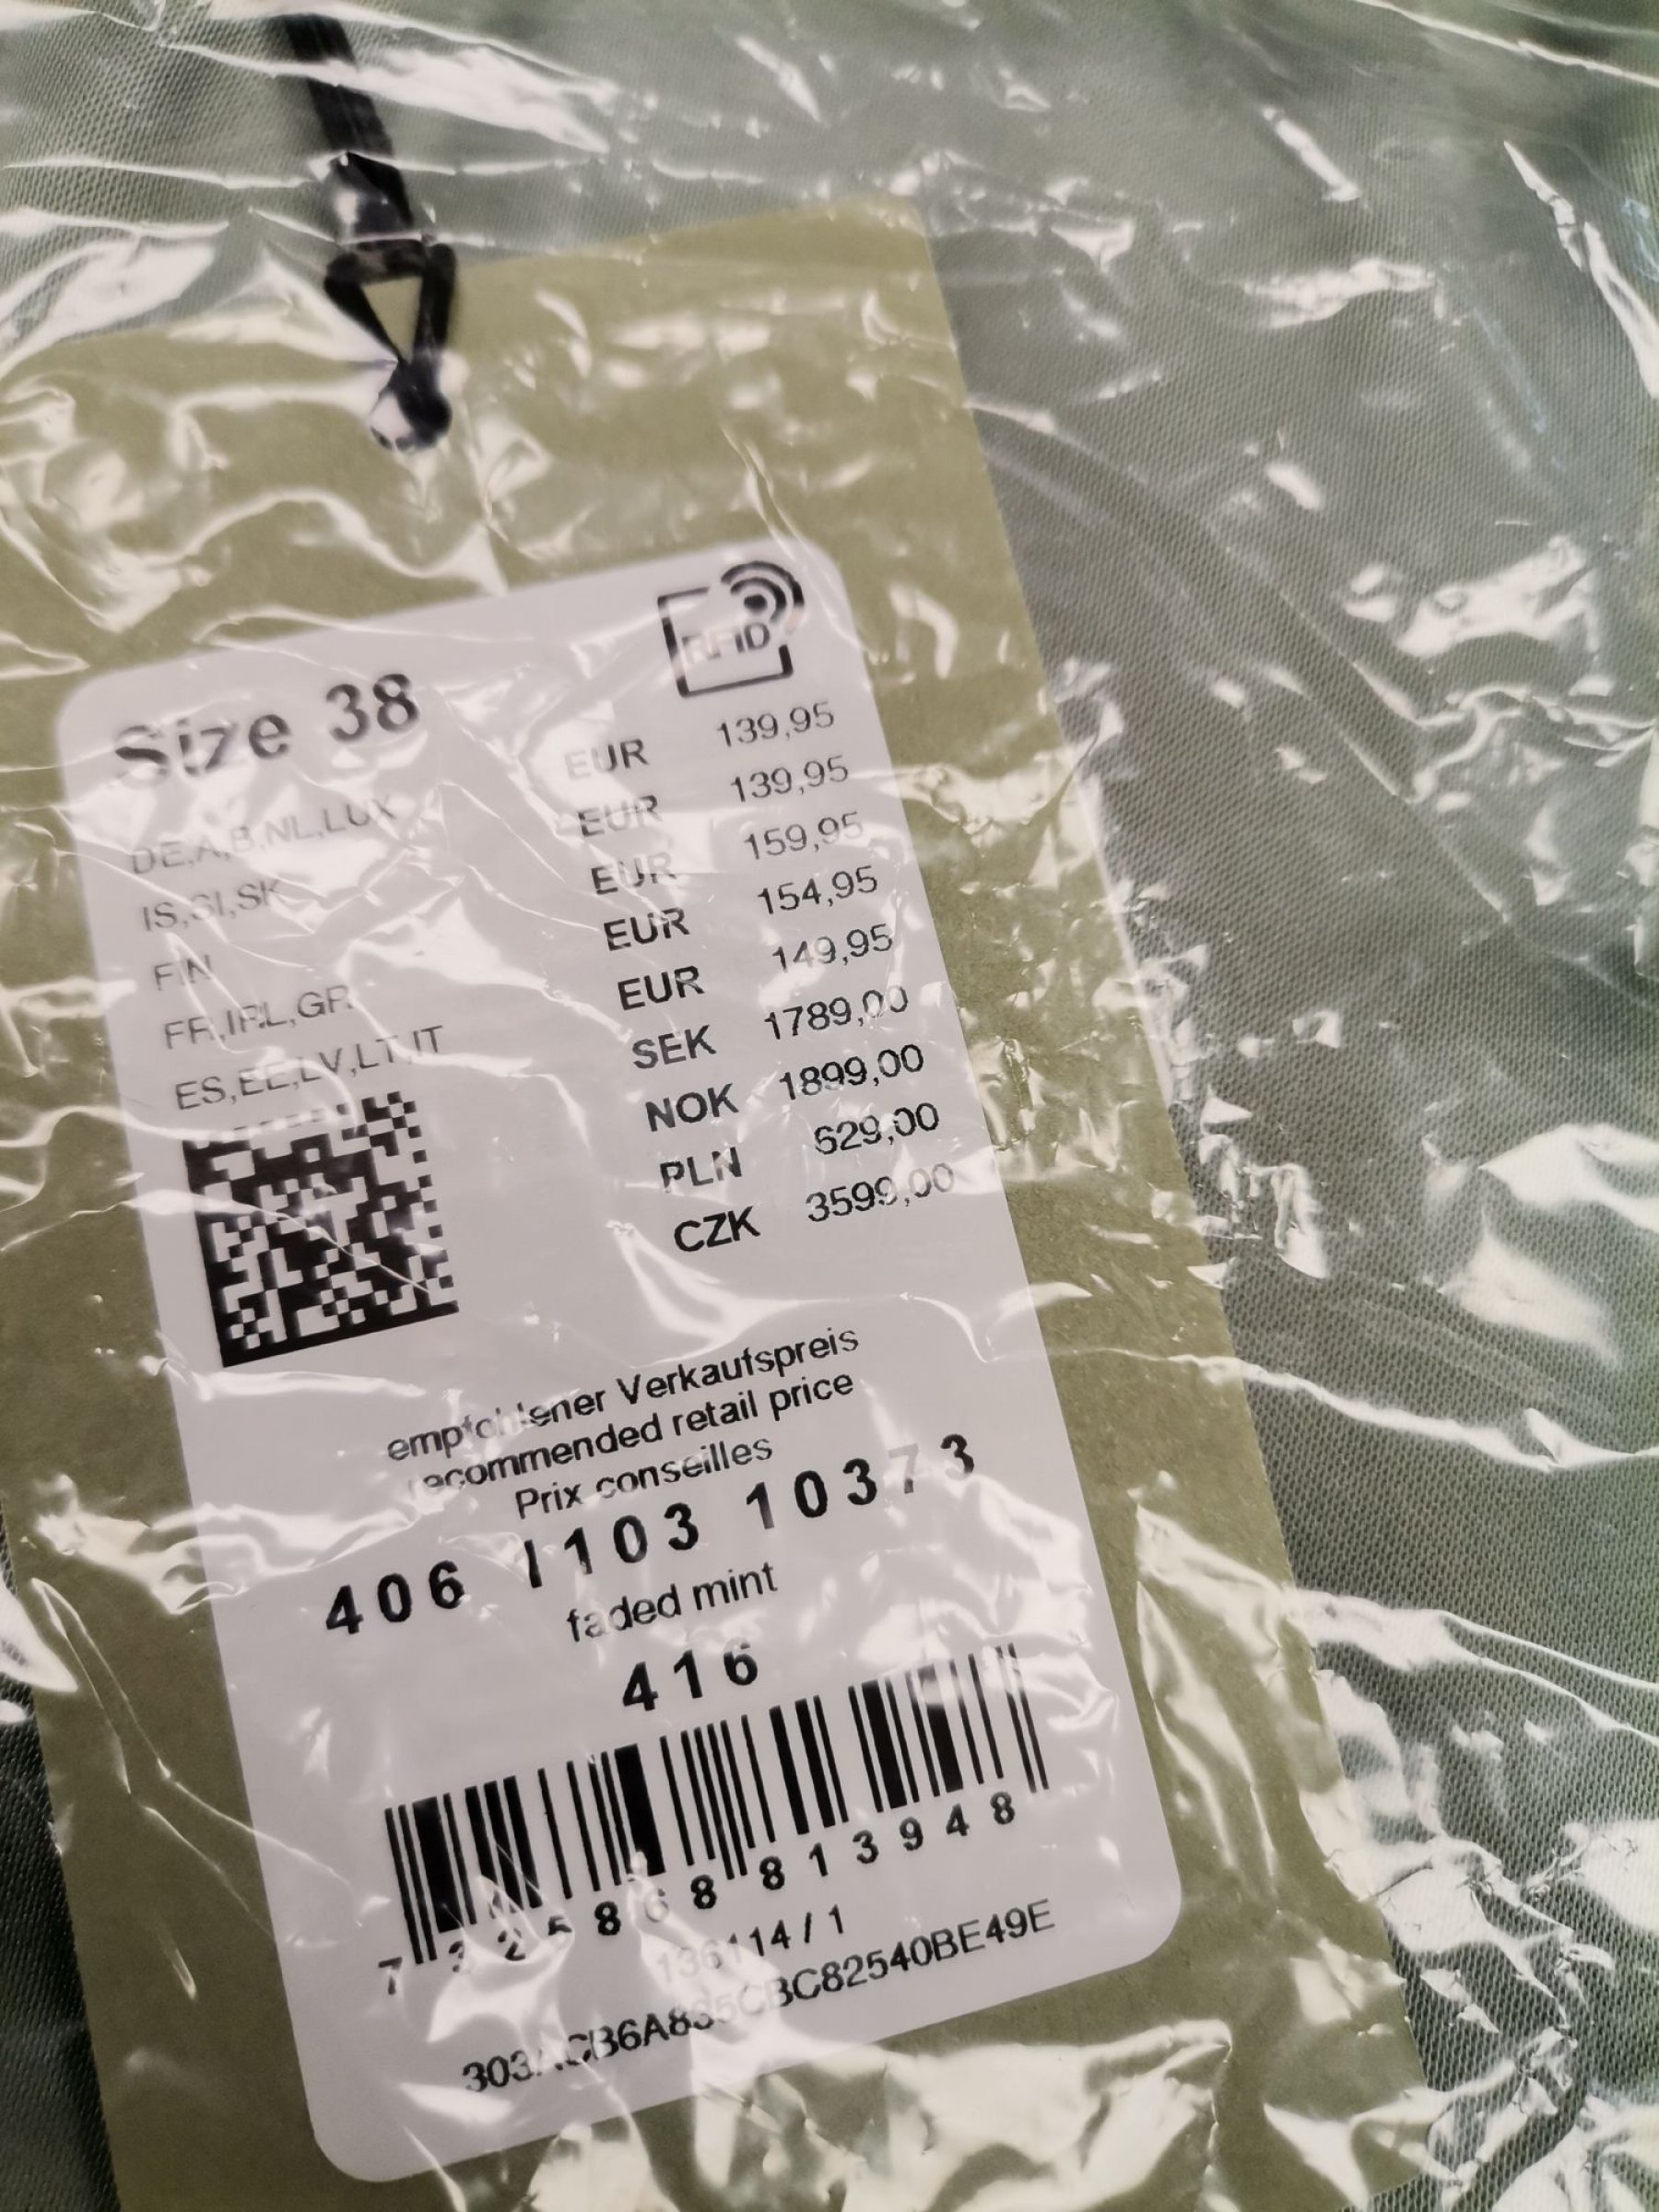 RFID
Size 38
DE,A,B,NL,LUX EUR 139,95
IS,SI,SK EUR 139,95
FIN EUR 159,95
FR,IRL,GR EUR 154,95
ES,EE,LV,LT,IT EUR 149,95
SEK 1789,00
NOK 1899,00
PLN 629,00
CZK 3599,00
empfohlener Verkaufspreis
recommended retail price
Prix conseilles
406 1103 10373
faded mint
416
7 325868 813948
136114 / 1